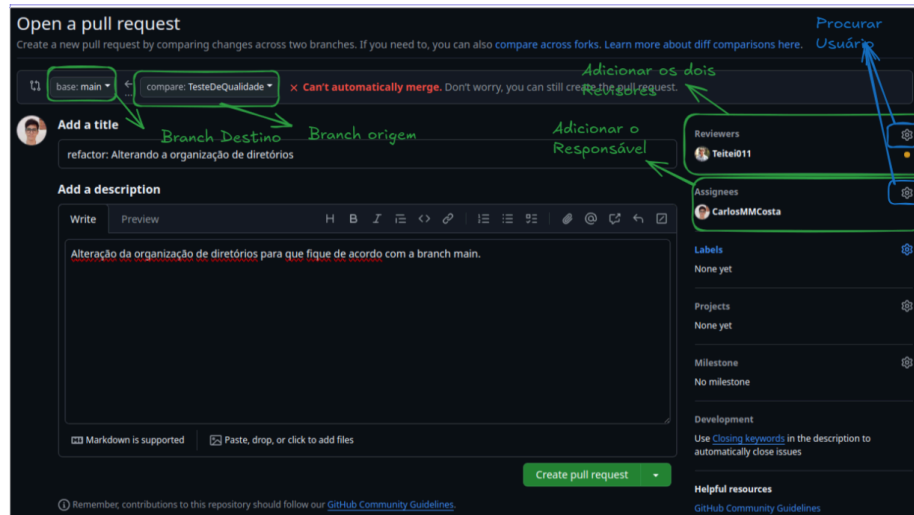 Open a pull request
Procurar
Usuário
Create a new pull request by comparing changes across two branches. If you need to, you can also compare across forks. Learn more about diff comparisons here.
Adicionar os dois
Revisores
base: main
compare: TesteDeQualidade
Can't automatically merge. Don't worry, you can still create the pull request.
Branch Destino
Branch origem
Adicionar o
Responsável
Add a title
refactor: Alterando a organização de diretórios
Add a description
Write Preview
H B I
Alteração da organização de diretórios para que fique de acordo com a branch main.
Markdown is supported
Paste, drop, or click to add files
Create pull request
Remember, contributions to this repository should follow our GitHub Community Guidelines.
Reviewers
Teitei011
Assignees
CarlosMMCosta
Labels
None yet
Projects
None yet
Milestone
No milestone
Development
Use Closing keywords in the description to
automatically close issues
Helpful resources
GitHub Community Guidelines